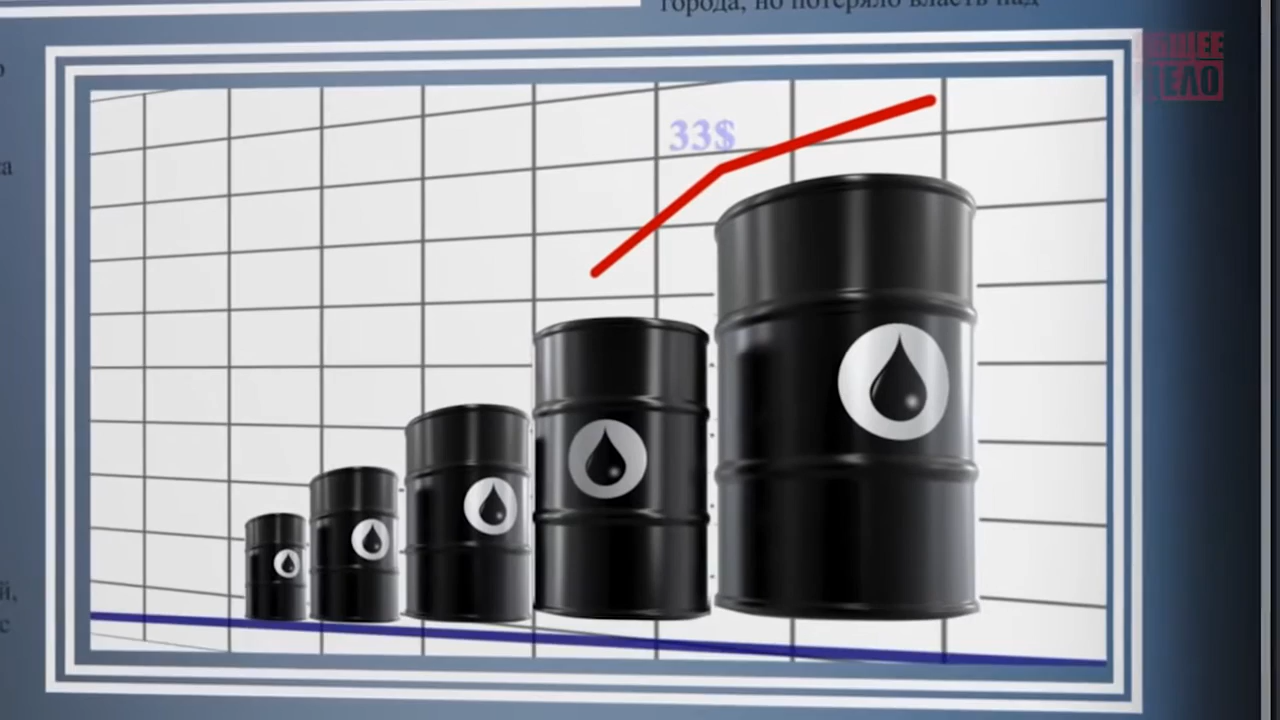 города, но потеряло власть над
ОБЩЕЕ
ДЕЛО
33$
й,
с